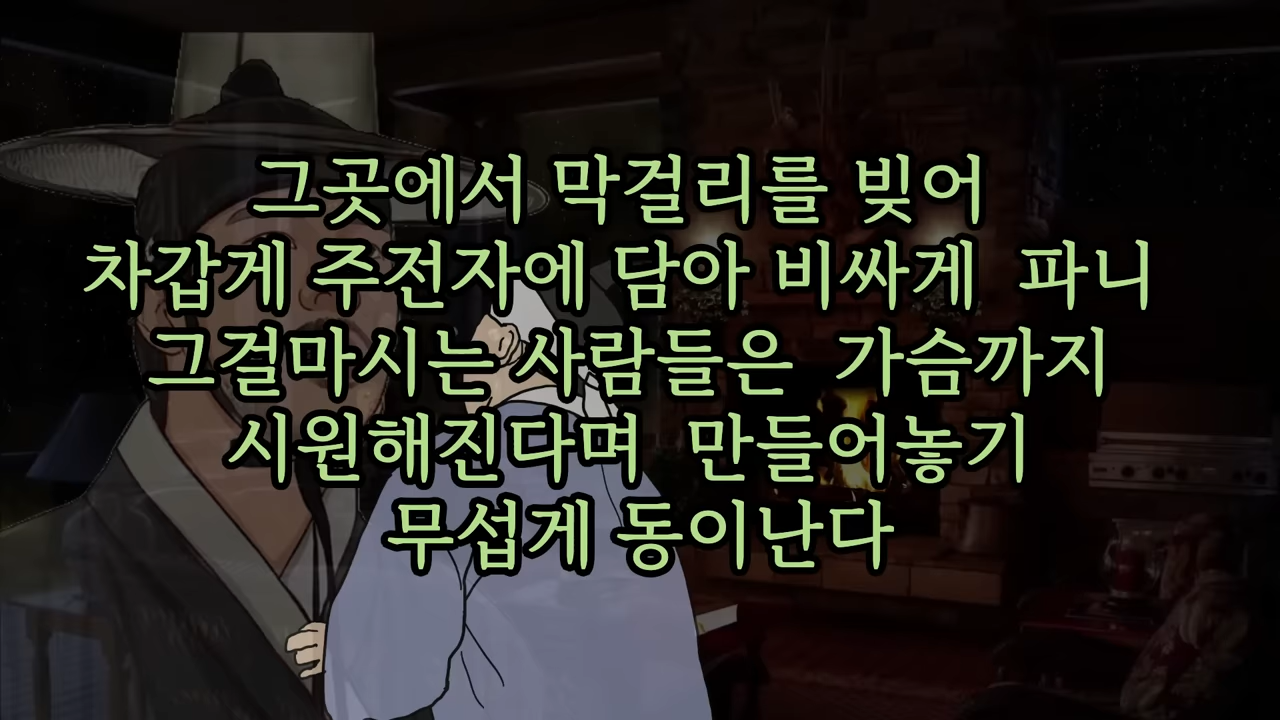 그곳에서 막걸리를 빚어
차갑게 주전자에 담아 비싸게  파니
그걸마시는 사람들은  가슴까지
시원해진다며  만들어놓기
무섭게 동이난다